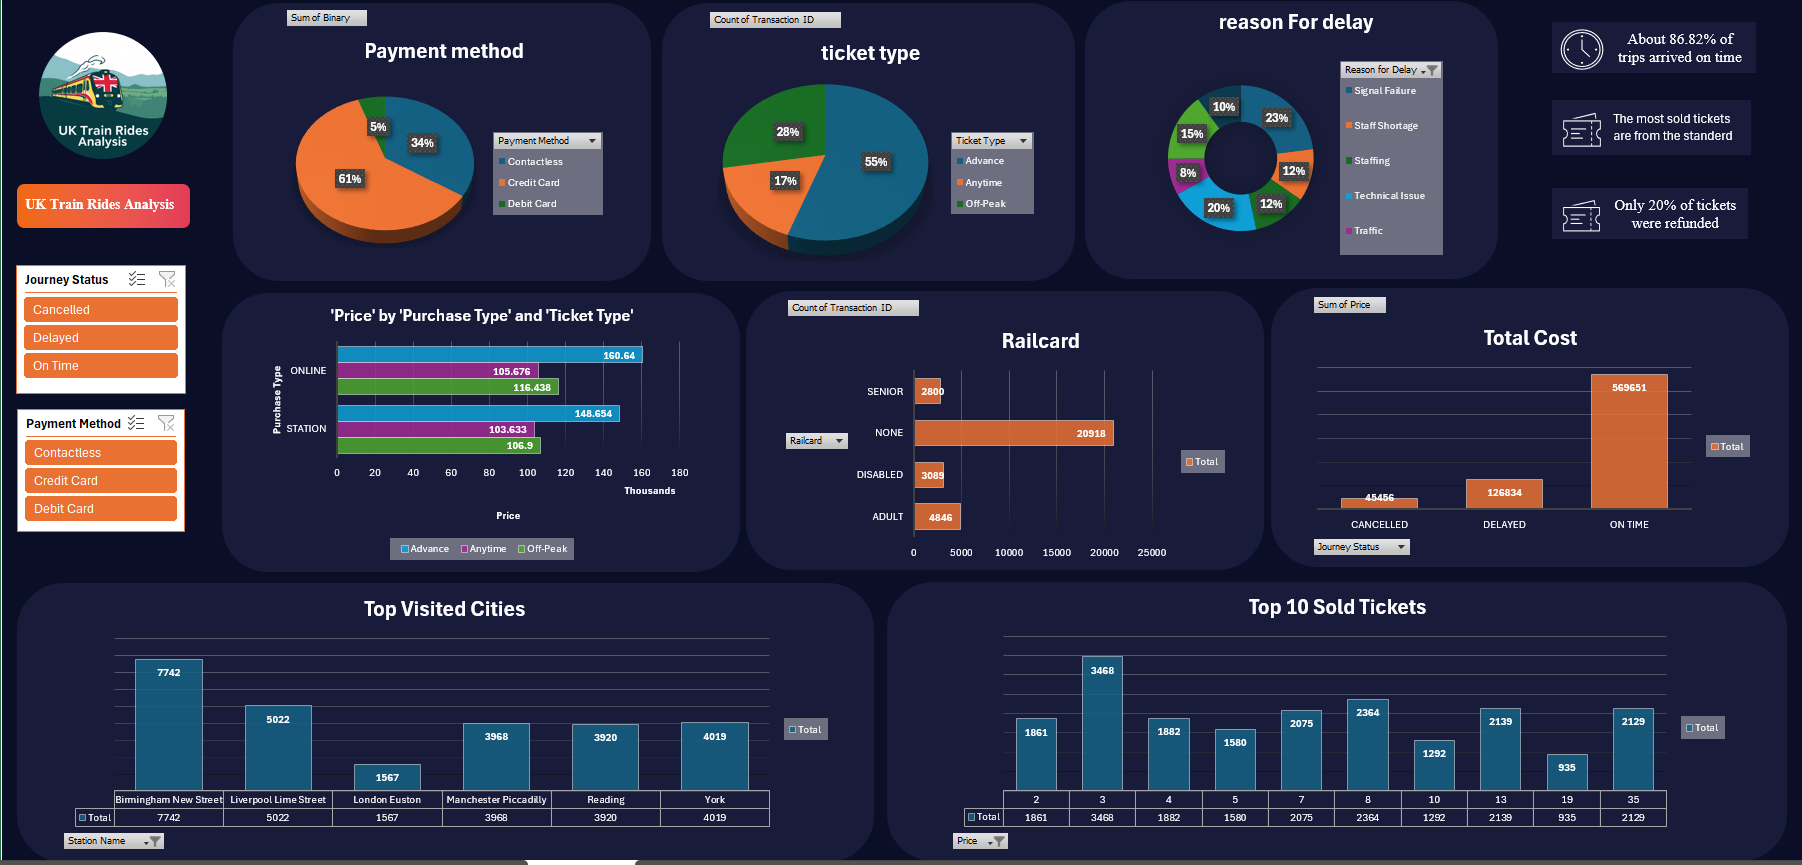 UK Train Rides
Analysis
UK Train Rides Analysis
Journey Status
Cancelled
Delayed
On Time
Payment Method
Contactless
Credit Card
Debit Card
Sum of Binary
Payment method
5%
34%
61%
Payment Method
Contactless
Credit Card
Debit Card
Count of Transaction ID
ticket type
28%
55%
17%
Ticket Type
Advance
Anytime
Off-Peak
reason For delay
10%
23%
15%
12%
8%
20%
12%
Reason for Delay
Signal Failure
Staff Shortage
Staffing
Technical Issue
Traffic
About 86.82% of
trips arrived on time
The most sold tickets
are from the standerd
Only 20% of tickets
were refunded
'Price' by 'Purchase Type' and 'Ticket Type'
Purchase Type
ONLINE
160.64
105.676
116.438
STATION
148.654
103.633
106.9
0 20 40 60 80 100 120 140 160 180
Thousands
Price
Advance Anytime Off-Peak
Count of Transaction ID
Railcard
Railcard
SENIOR 2800
NONE 20918
DISABLED 3089
ADULT 4846
0 5000 10000 15000 20000 25000
Total
Sum of Price
Total Cost
569651
45456
126834
CANCELLED DELAYED ON TIME
Total
Journey Status
Top Visited Cities
7742
5022
1567
3968
3920
4019
Birmingham New Street Liverpool Lime Street London Euston Manchester Piccadilly Reading York
Total 7742 5022 1567 3968 3920 4019
Total
Station Name
Top 10 Sold Tickets
1861
3468
1882
1580
2075
2364
1292
2139
935
2129
2 3 4 5 7 8 10 13 19 35
Total 1861 3468 1882 1580 2075 2364 1292 2139 935 2129
Total
Price